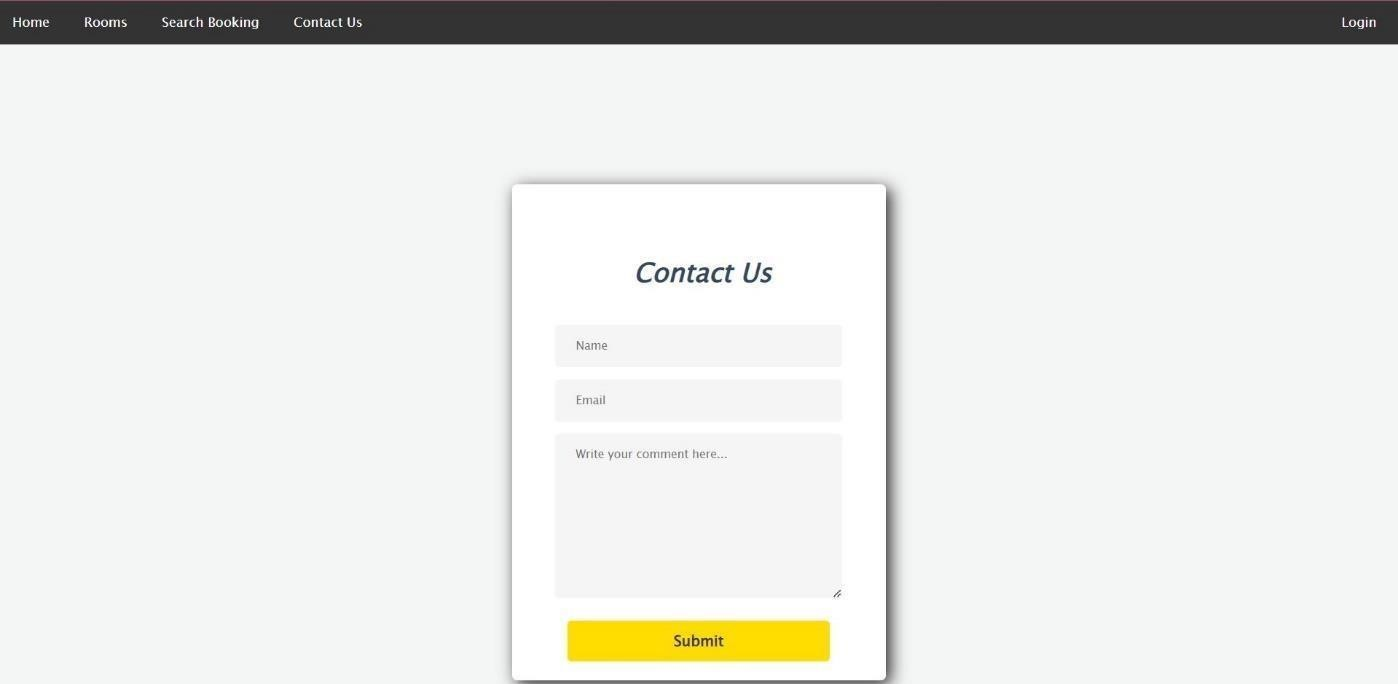 Home Rooms Search Booking Contact Us Login
Contact Us
Name
Email
Write your comment here...
Submit